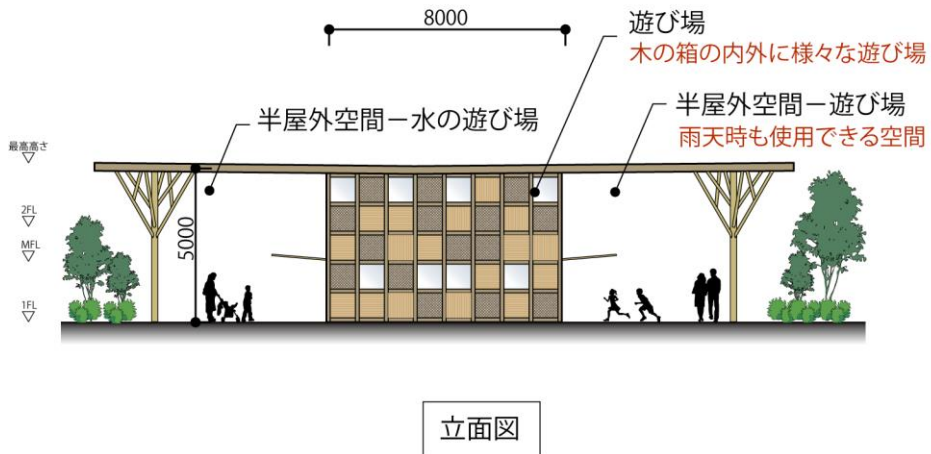 8000
遊び場
木の箱の内外に様々な遊び場
半屋外空間－水の遊び場
半屋外空間－遊び場
雨天時も使用できる空間
最高高さ
2FL
MFL
1FL
5000
立面図